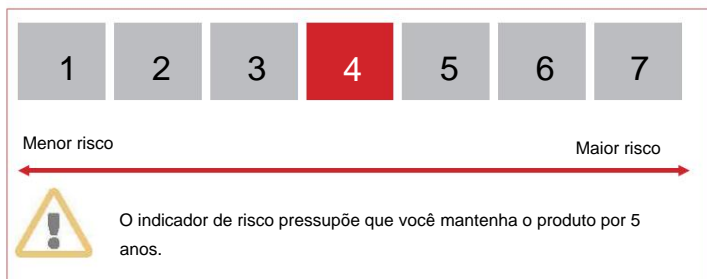 1 2 3 4 5 6 7
Menor risco
Maior risco
O indicador de risco pressupõe que você mantenha o produto por 5
anos.